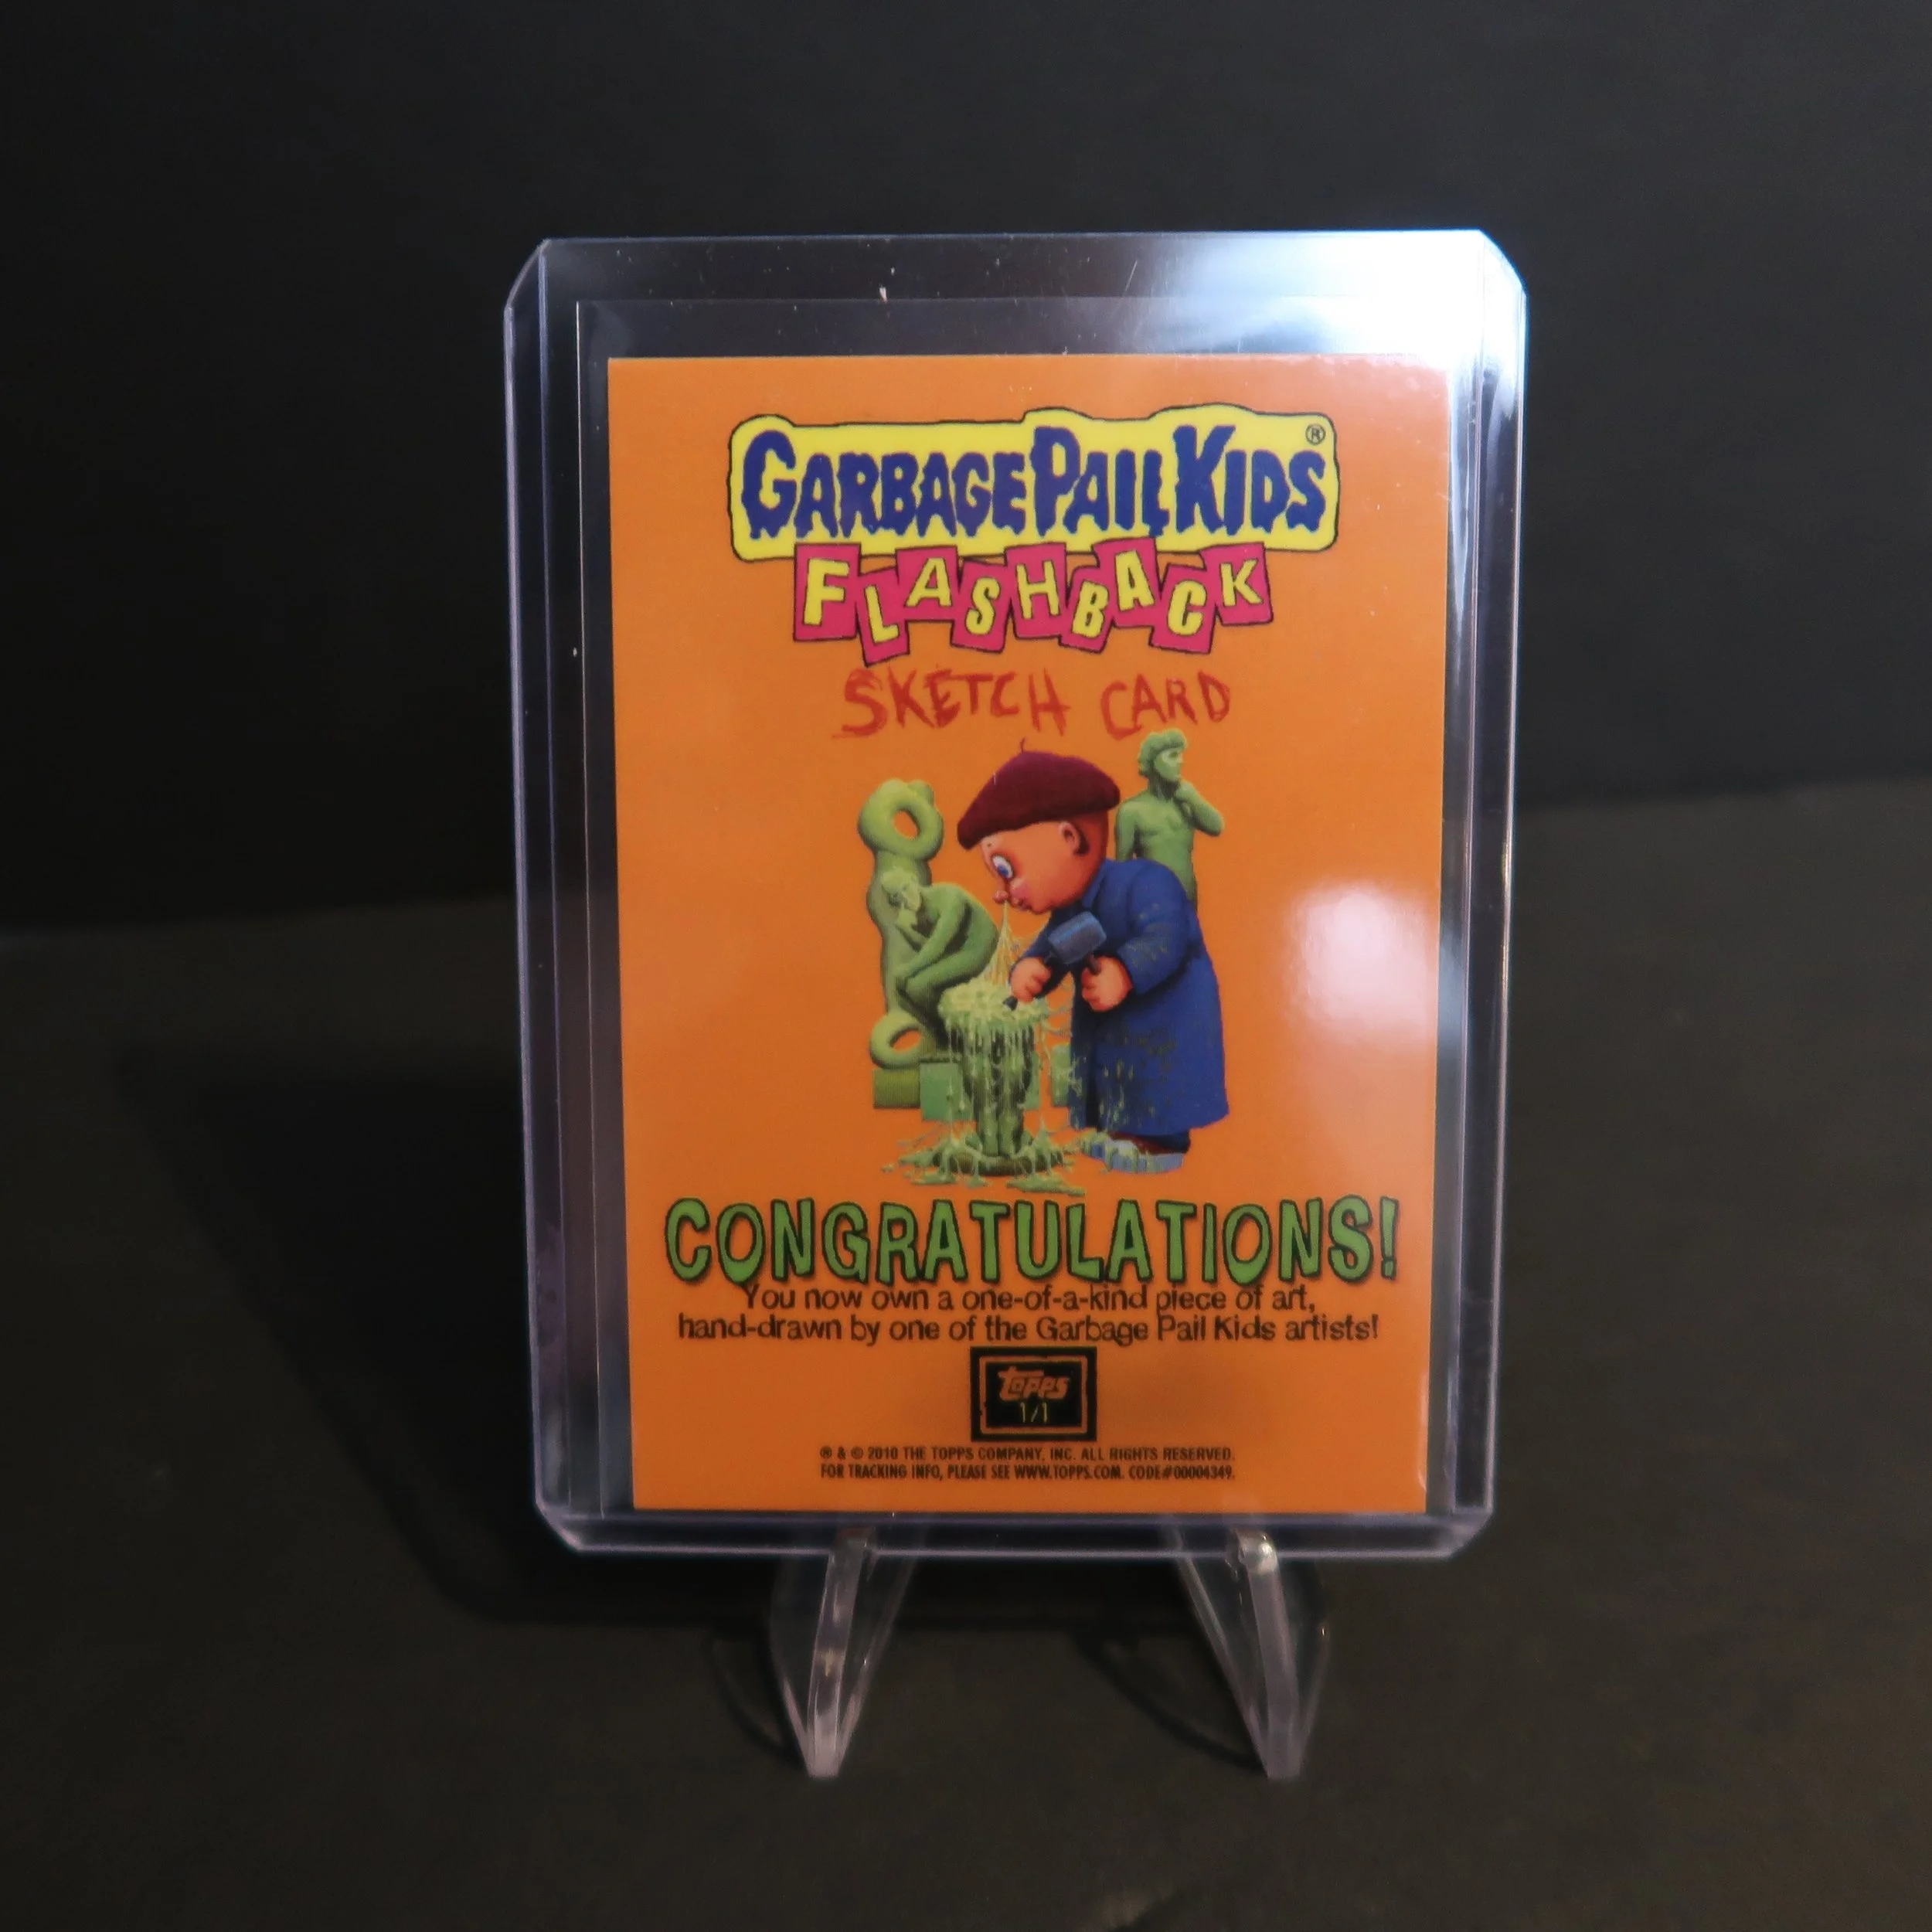 GARBAGE PAIL KIDS®
FLASHBACK
SKETCH CARD
CONGRATULATIONS!
You now own a one-of-a-kind piece of art,
hand-drawn by one of the Garbage Pail Kids artists!
topps
1/1
® & © 2010 THE TOPPS COMPANY, INC. ALL RIGHTS RESERVED.
FOR TRACKING INFO, PLEASE SEE WWW.TOPPS.COM. CODE#00004349.